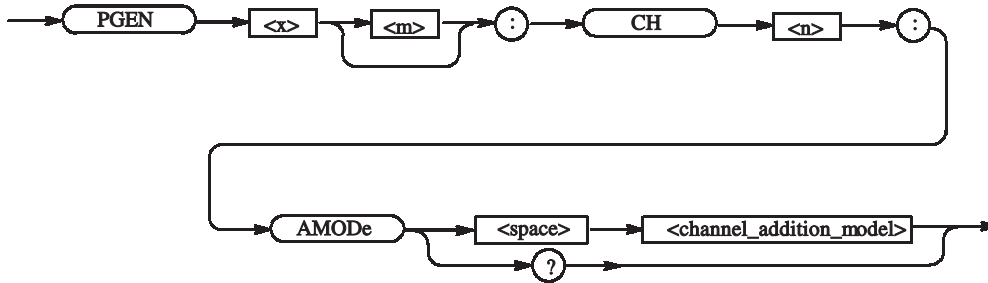 PGEN <x> <m> : CH <n> :
AMODe <space> <channel_addition_model>
?